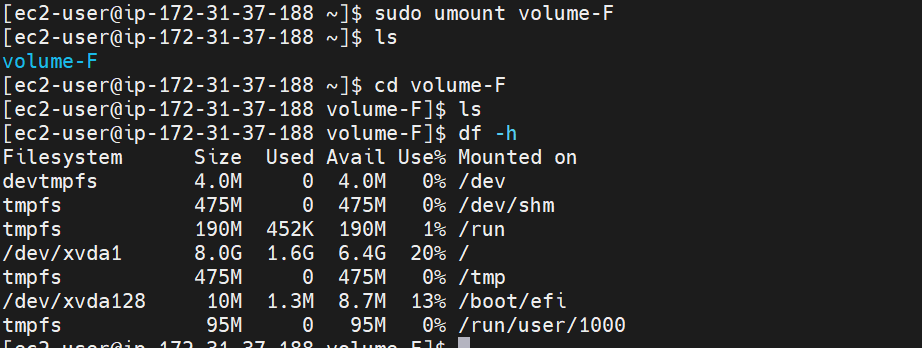 [ec2-user@ip-172-31-37-188 ~]$ sudo umount volume-F
[ec2-user@ip-172-31-37-188 ~]$ ls
volume-F
[ec2-user@ip-172-31-37-188 ~]$ cd volume-F
[ec2-user@ip-172-31-37-188 volume-F]$ ls
[ec2-user@ip-172-31-37-188 volume-F]$ df -h
Filesystem      Size  Used Avail Use% Mounted on
devtmpfs        4.0M     0  4.0M   0% /dev
tmpfs           475M     0  475M   0% /dev/shm
tmpfs           190M  452K  190M   1% /run
/dev/xvda1      8.0G  1.6G  6.4G  20% /
tmpfs           475M     0  475M   0% /tmp
/dev/xvda128     10M  1.3M  8.7M  13% /boot/efi
tmpfs            95M     0   95M   0% /run/user/1000
[ec2-user@ip-172-31-37-188 volume-F]$